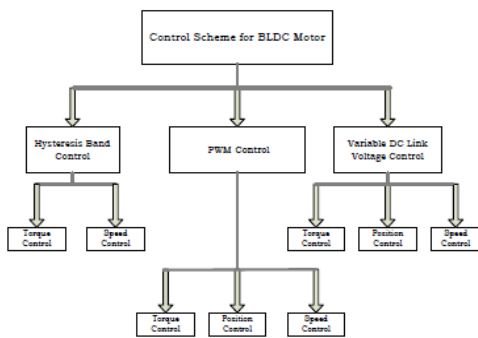 Control Scheme for BLDC Motor
Hysteresis Band
Control
PWM Control
Variable DC Link
Voltage Control
Torque
Control
Speed
Control
Torque
Control
Position
Control
Speed
Control
Torque
Control
Position
Control
Speed
Control